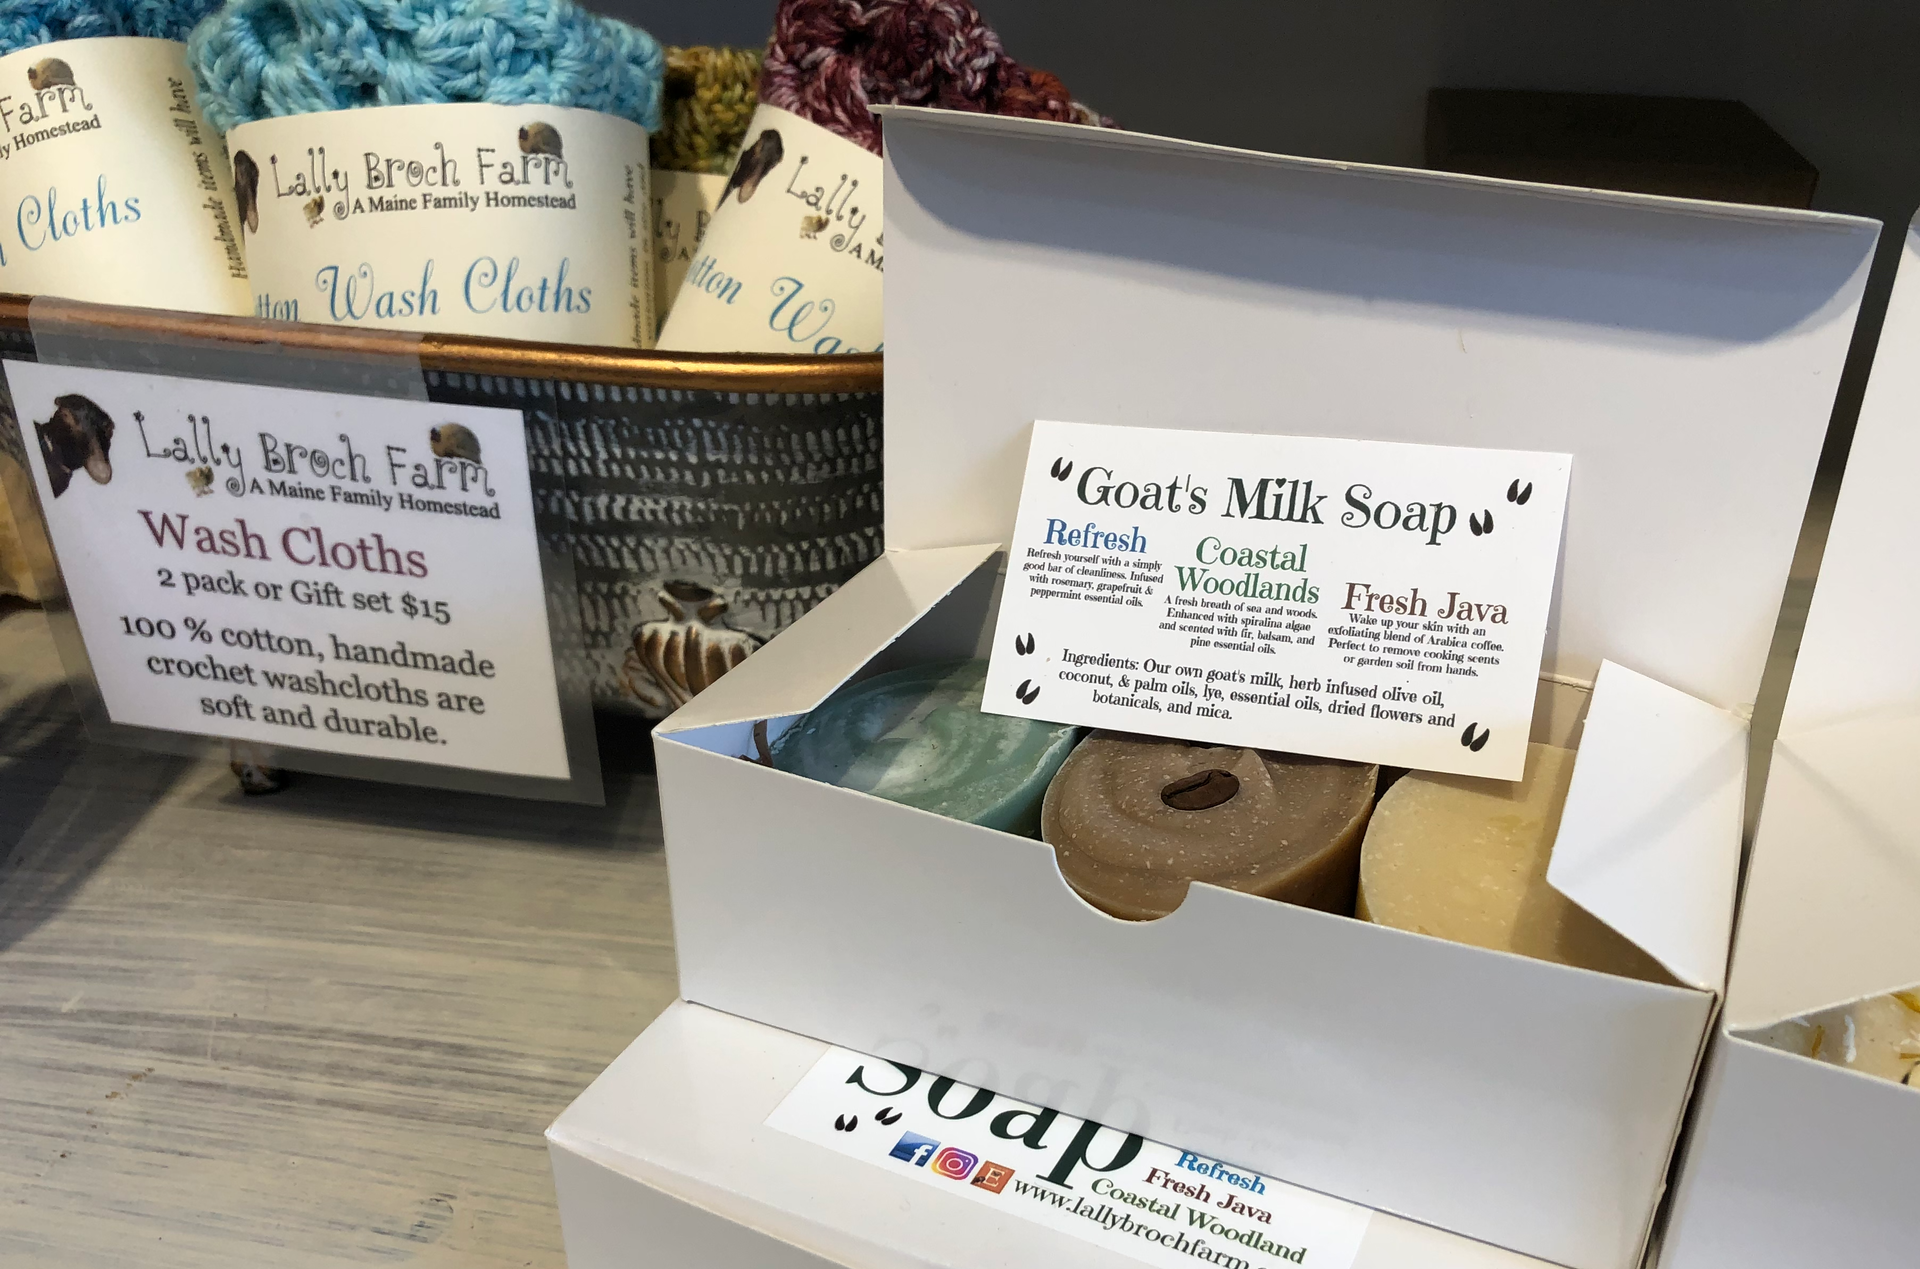 Farm
Homestead
Cloths
Handmade items will have
Lally Broch Farm
A Maine Family Homestead
Wash Cloths
items will have
Lally
A M
Lally Broch Farm
A Maine Family Homestead
Wash Cloths
2 pack or Gift set $15
100 % cotton, handmade
crochet washcloths are
soft and durable.
Goat's Milk Soap
Refresh
Refresh yourself with a simply
good bar of cleanliness. Infused
with rosemary, grapefruit &
peppermint essential oils.
Coastal
Woodlands
A fresh breath of sea and woods.
Enhanced with spiralina algae
and scented with fir, balsam, and
pine essential oils.
Fresh Java
Wake up your skin with an
exfoliating blend of Arabica coffee.
Perfect to remove cooking scents
or garden soil from hands.
Ingredients: Our own goat's milk, herb infused olive oil,
coconut, & palm oils, lye, essential oils, dried flowers and
botanicals, and mica.
Soap
Refresh
Fresh Java
Coastal Woodland
www.lallybrochfarm